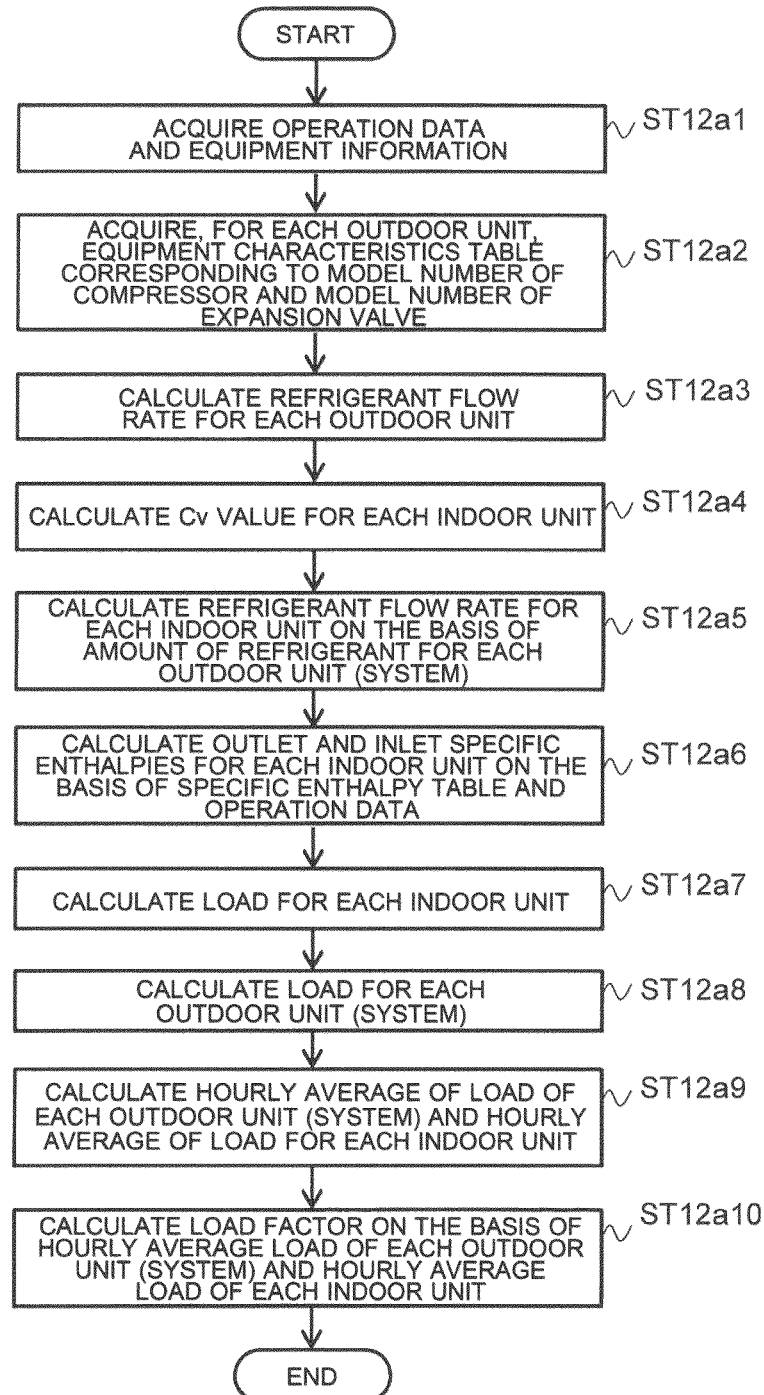 START
ACQUIRE OPERATION DATA
AND EQUIPMENT INFORMATION
ST12a1
ACQUIRE, FOR EACH OUTDOOR UNIT,
EQUIPMENT CHARACTERISTICS TABLE
CORRESPONDING TO MODEL NUMBER OF
COMPRESSOR AND MODEL NUMBER OF
EXPANSION VALVE
ST12a2
CALCULATE REFRIGERANT FLOW
RATE FOR EACH OUTDOOR UNIT
ST12a3
CALCULATE Cv VALUE FOR EACH INDOOR UNIT
ST12a4
CALCULATE REFRIGERANT FLOW RATE FOR
EACH INDOOR UNIT ON THE BASIS OF
AMOUNT OF REFRIGERANT FOR EACH
OUTDOOR UNIT (SYSTEM)
ST12a5
CALCULATE OUTLET AND INLET SPECIFIC
ENTHALPIES FOR EACH INDOOR UNIT ON THE
BASIS OF SPECIFIC ENTHALPY TABLE AND
OPERATION DATA
ST12a6
CALCULATE LOAD FOR EACH INDOOR UNIT
ST12a7
CALCULATE LOAD FOR EACH
OUTDOOR UNIT (SYSTEM)
ST12a8
CALCULATE HOURLY AVERAGE OF LOAD OF
EACH OUTDOOR UNIT (SYSTEM) AND HOURLY
AVERAGE OF LOAD FOR EACH INDOOR UNIT
ST12a9
CALCULATE LOAD FACTOR ON THE BASIS OF
HOURLY AVERAGE LOAD OF EACH OUTDOOR
UNIT (SYSTEM) AND HOURLY AVERAGE
LOAD OF EACH INDOOR UNIT
ST12a10
END